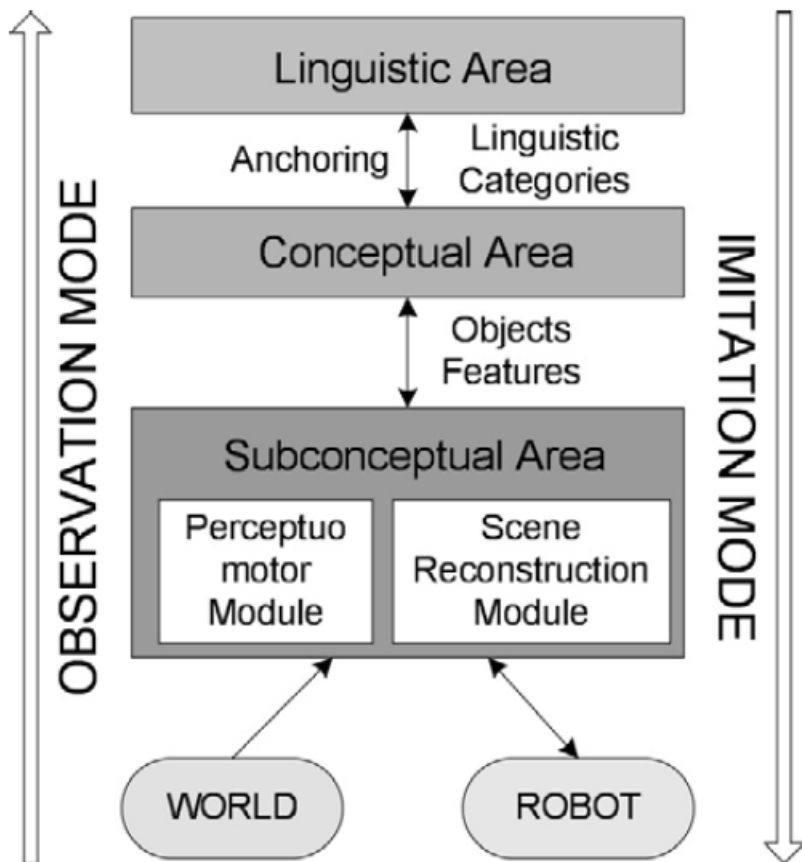 Linguistic Area
Anchoring
Linguistic
Categories
Conceptual Area
Objects
Features
Subconceptual Area
Perceptuo
motor
Module
Scene
Reconstruction
Module
WORLD
ROBOT
OBSERVATION MODE
IMITATION MODE